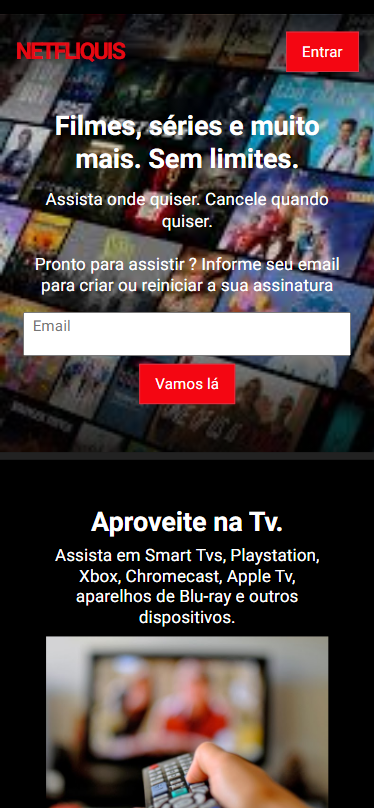 NETFLIQUIS
Entrar
Filmes, séries e muito
mais. Sem limites.
Assista onde quiser. Cancele quando
quiser.
Pronto para assistir ? Informe seu email
para criar ou reiniciar a sua assinatura
Email
Vamos lá
Aproveite na Tv.
Assista em Smart Tvs, Playstation,
Xbox, Chromecast, Apple Tv,
aparelhos de Blu-ray e outros
dispositivos.